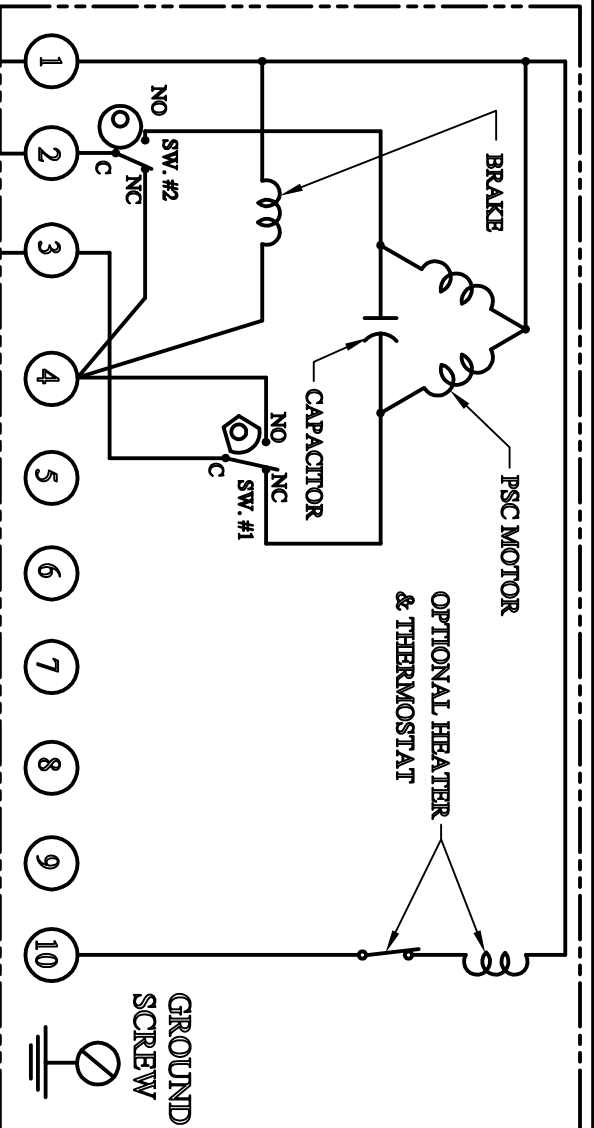 BRAKE
PSC MOTOR
CAPACITOR
OPTIONAL HEATER
& THERMOSTAT
NO
SW. #2
NC
C
NO
NC
SW. #1
C
1
2
3
4
5
6
7
8
9
10
GROUND
SCREW